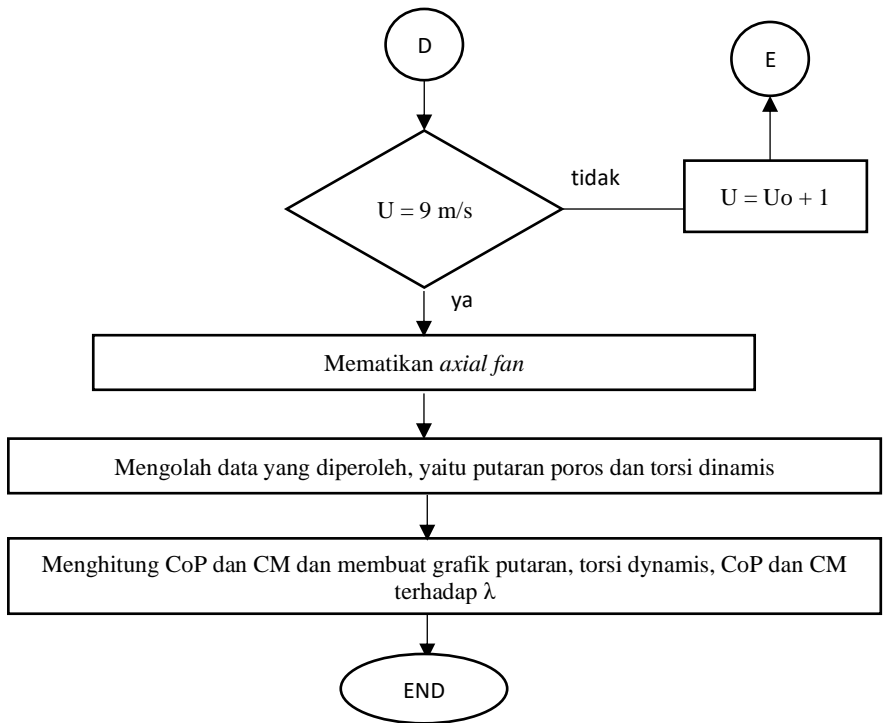 D
E
tidak
U = Uo + 1
U = 9 m/s
ya
Mematikan axial fan
Mengolah data yang diperoleh, yaitu putaran poros dan torsi dinamis
Menghitung CoP dan CM dan membuat grafik putaran, torsi dynamis, CoP dan CM
terhadap λ
END